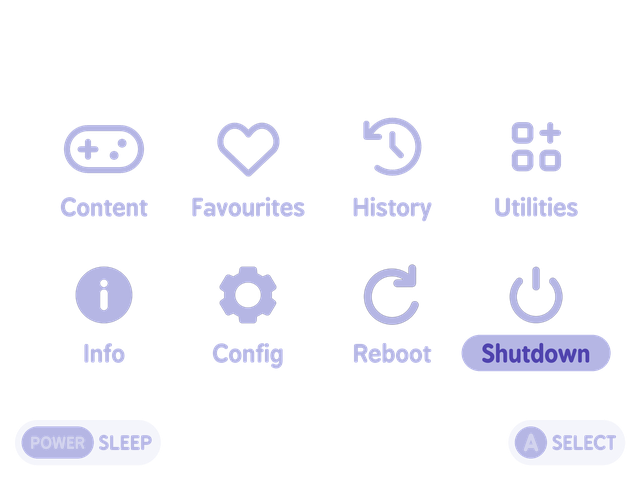 Content Favourites History Utilities
Info Config Reboot Shutdown
POWER SLEEP A SELECT